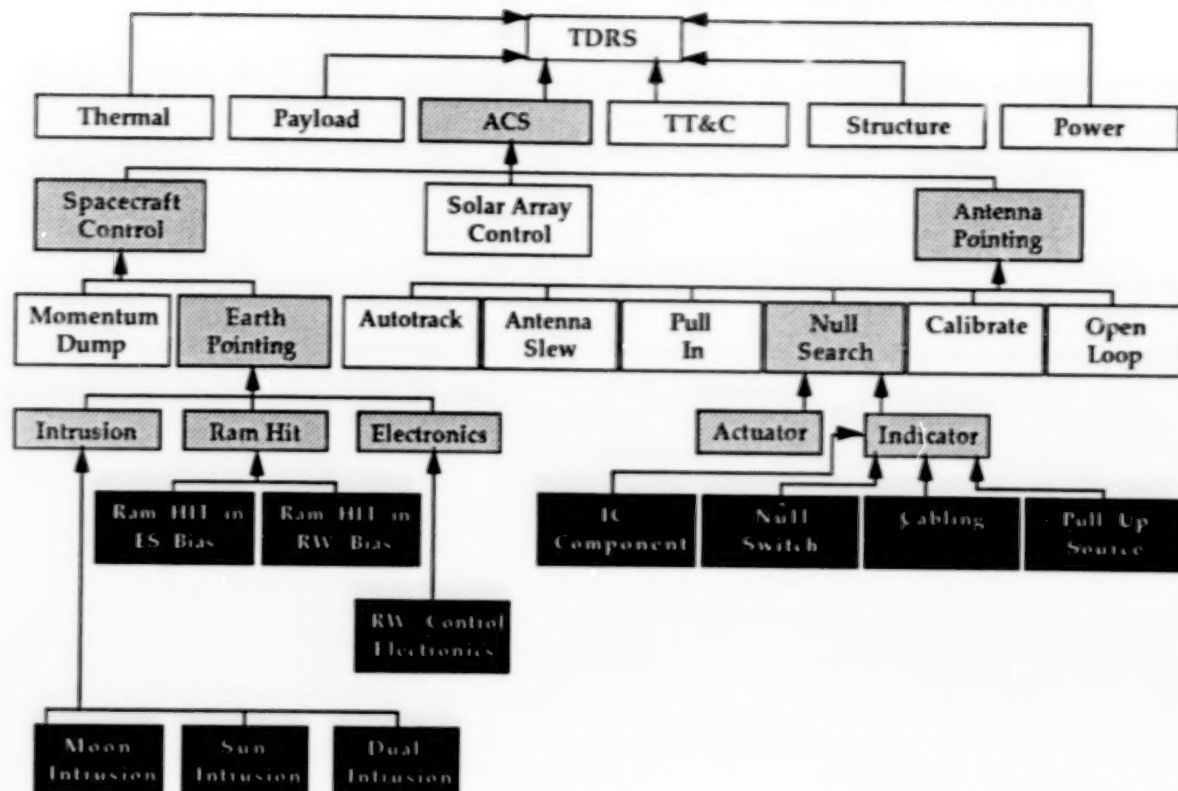 TDRS
Thermal
Payload
ACS
TT&C
Structure
Power
Spacecraft
Control
Solar Array
Control
Antenna
Pointing
Momentum
Dump
Earth
Pointing
Autotrack
Antenna
Slew
Pull
In
Null
Search
Calibrate
Open
Loop
Intrusion
Ram Hit
Electronics
Actuator
Indicator
Ram HIT in
ES Bias
Ram HIT in
RW Bias
IC
Component
Null
Switch
Cabling
Pull Up
Source
RW Control
Electronics
Moon
Intrusion
Sun
Intrusion
Dual
Intrusion